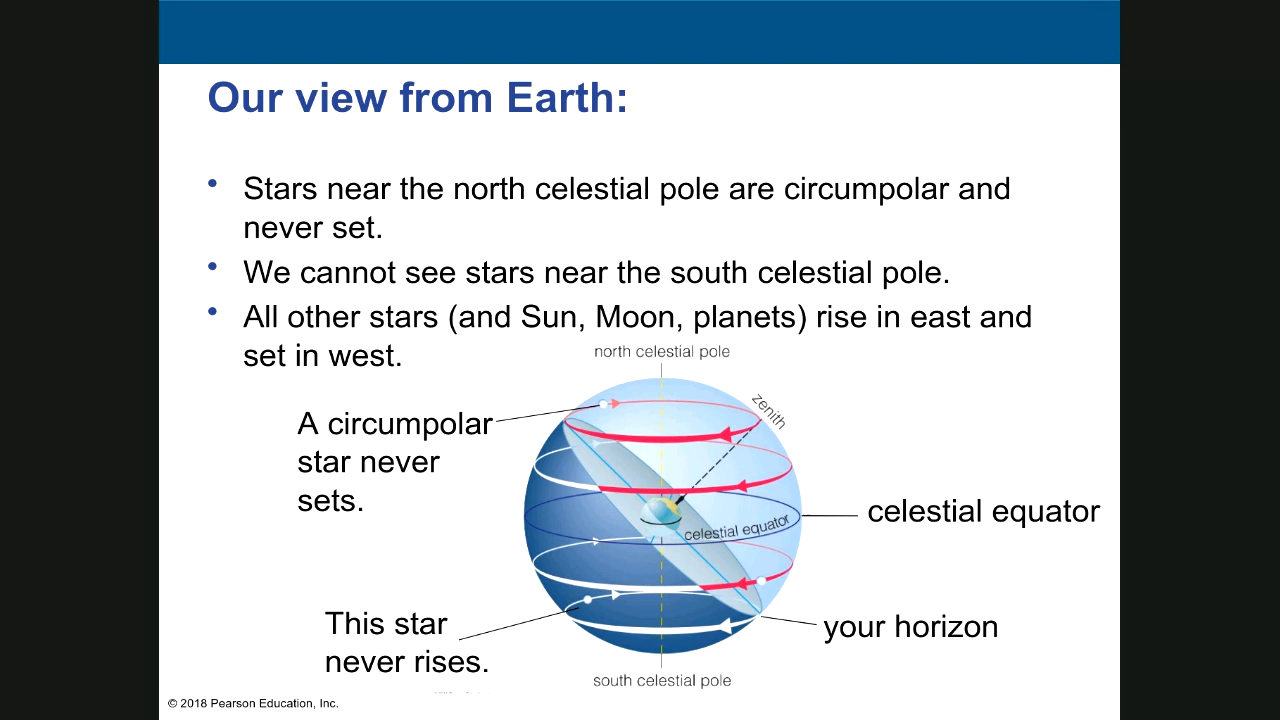 Our view from Earth:
• Stars near the north celestial pole are circumpolar and
never set.
• We cannot see stars near the south celestial pole.
• All other stars (and Sun, Moon, planets) rise in east and
set in west.
north celestial pole
zenith
A circumpolar
star never
sets.
celestial equator
celestial equator
This star
never rises.
your horizon
south celestial pole
© 2018 Pearson Education, Inc.